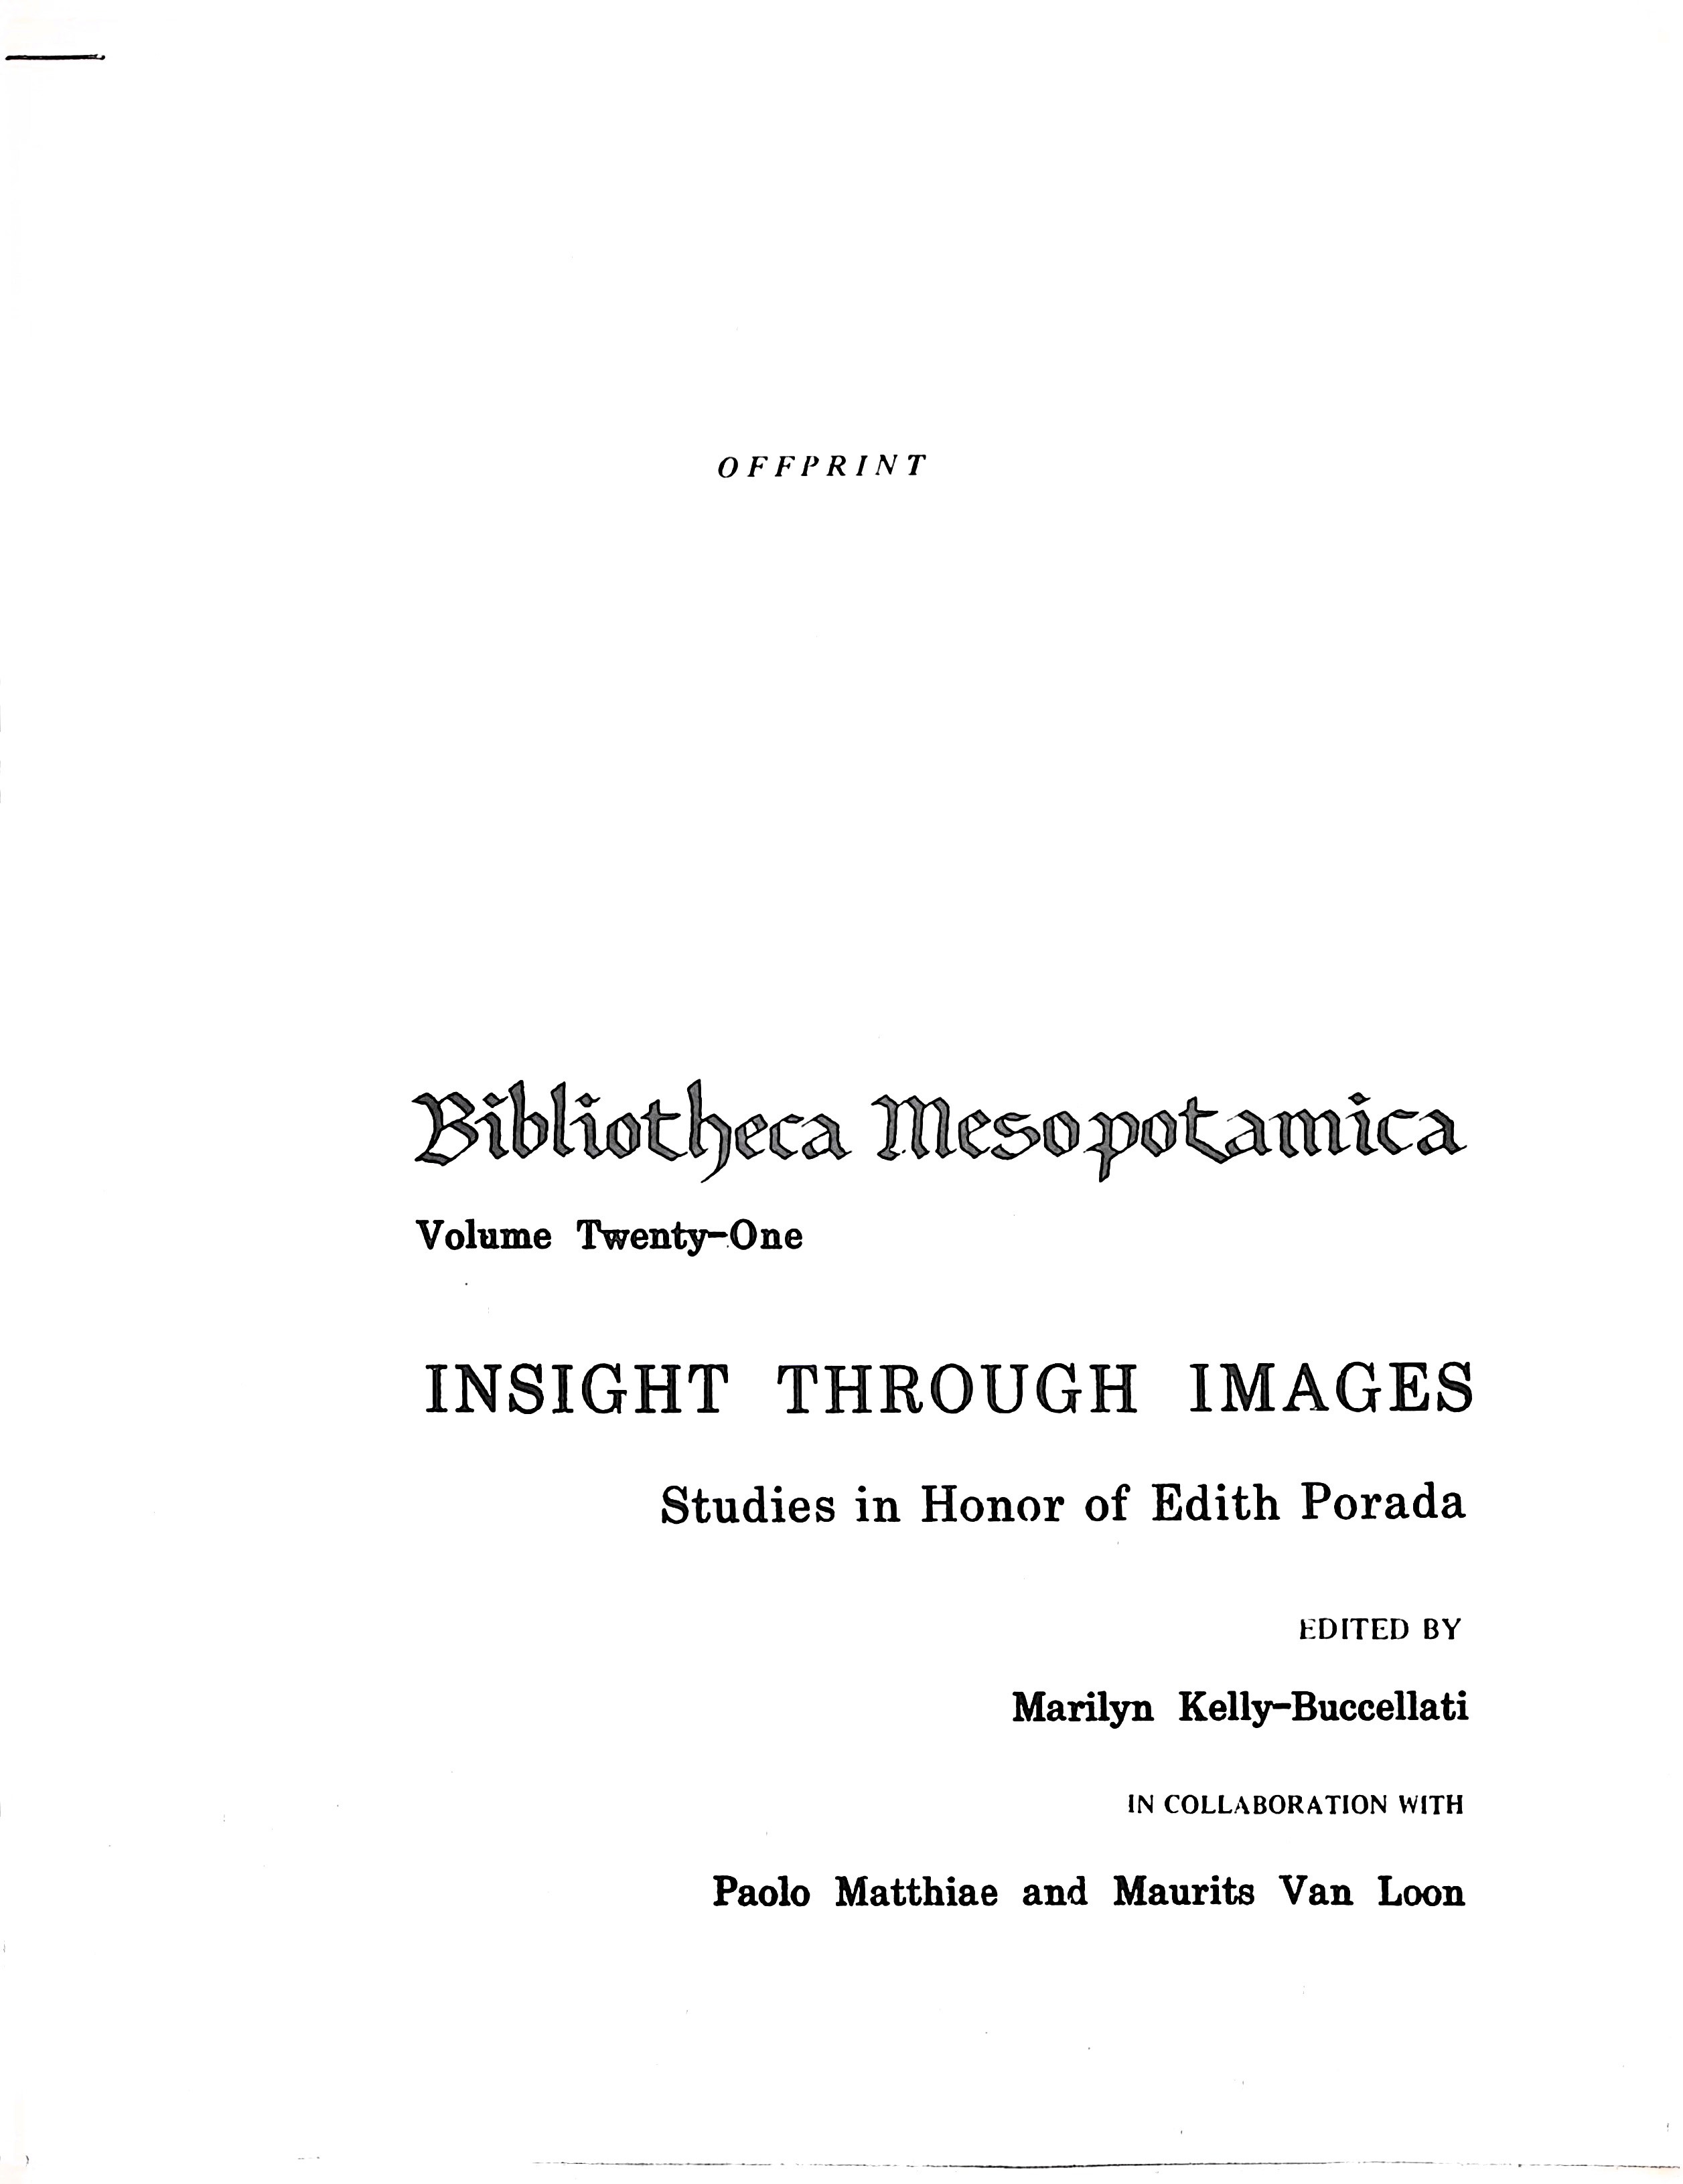 OFFPRINT
Bibliotheca Mesopotamica
Volume Twenty-One
INSIGHT THROUGH IMAGES
Studies in Honor of Edith Porada
EDITED BY
Marilyn Kelly-Buccellati
IN COLLABORATION WITH
Paolo Matthiae and Maurits Van Loon